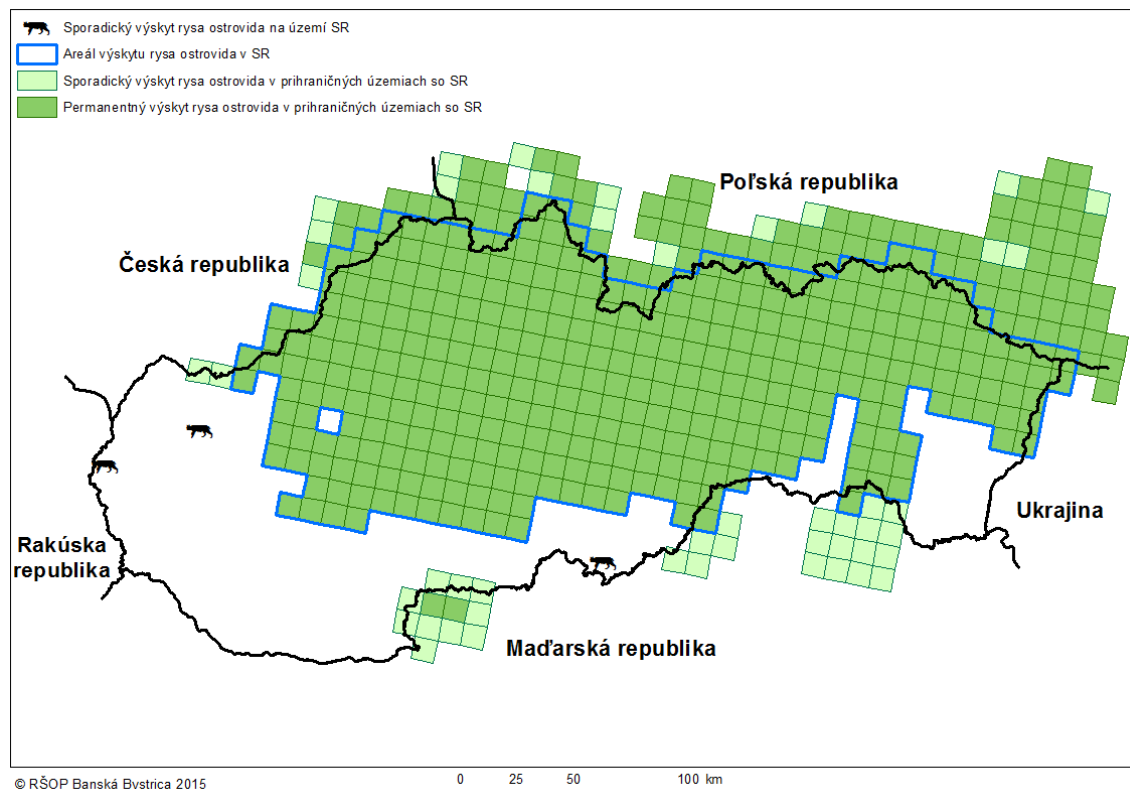 Sporadický výskyt rysa ostrovida na území SR
Areál výskytu rysa ostrovida v SR
Sporadický výskyt rysa ostrovida v prihraničných územiach so SR
Permanentný výskyt rysa ostrovida v prihraničných územiach so SR
Poľská republika
Česká republika
Ukrajina
Rakúska
republika
Maďarská republika
© RŠOP Banská Bystrica 2015
0 25 50 100 km